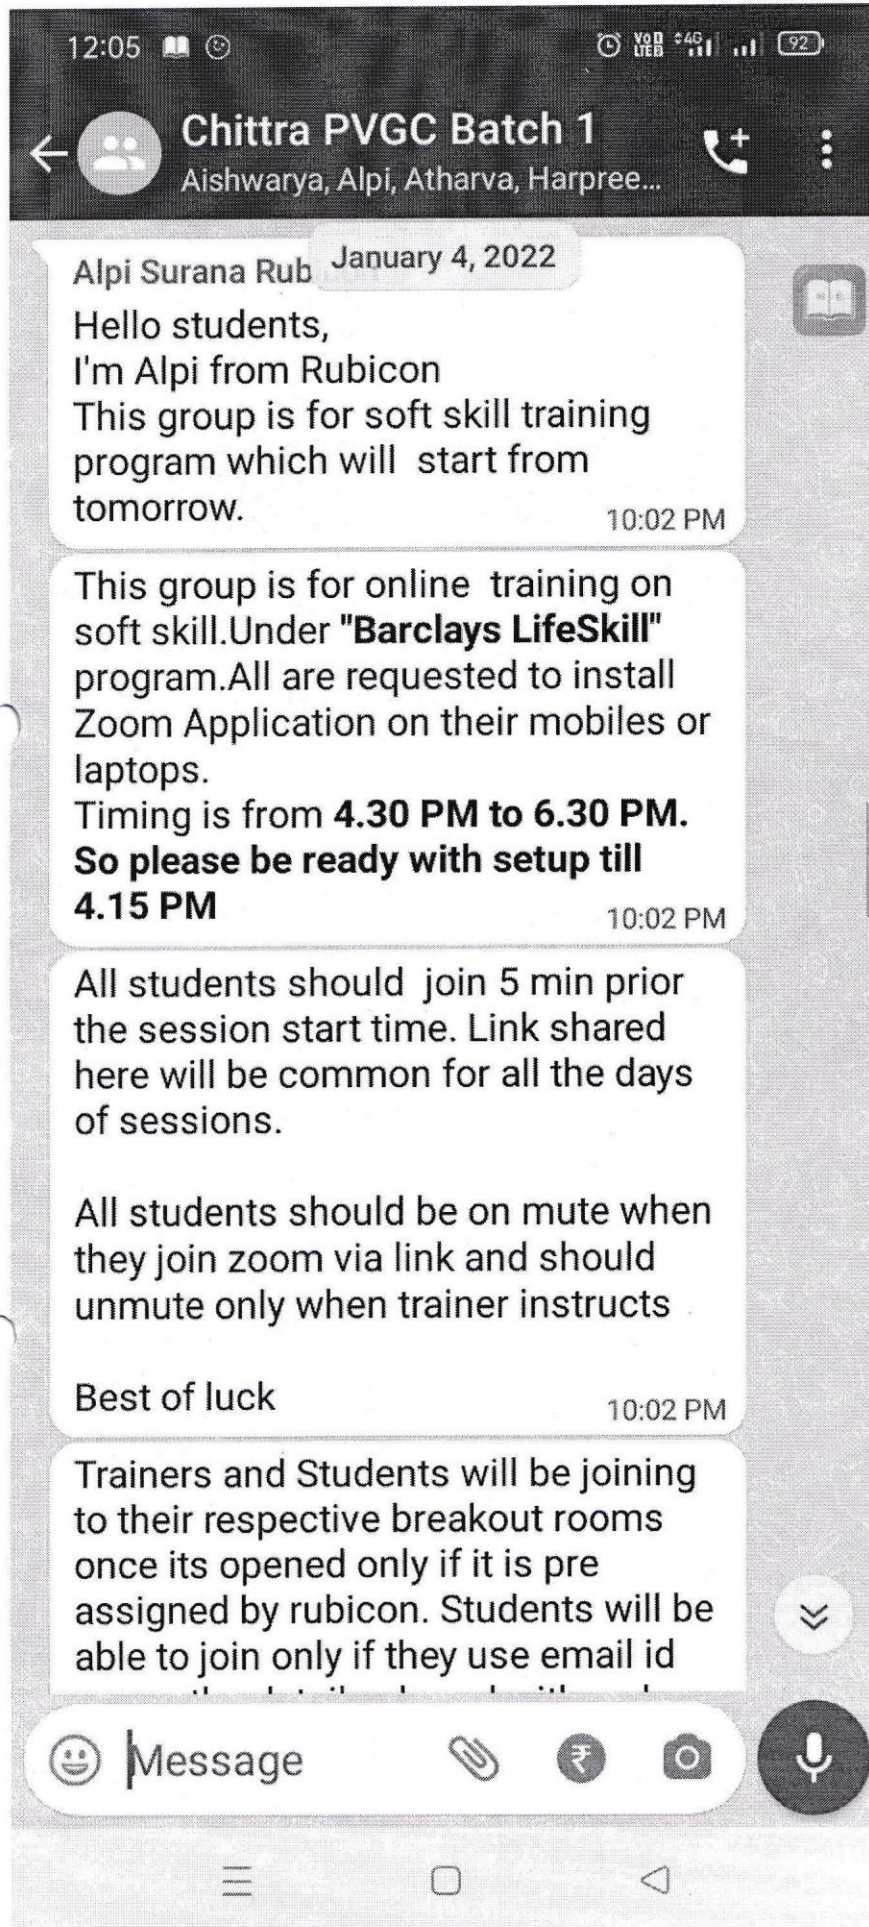 12:05 VoD LTE2 4G 92
Chittra PVGC Batch 1
Aishwarya, Alpi, Atharva, Harpree...
January 4, 2022
Alpi Surana Rub
Hello students,
I'm Alpi from Rubicon
This group is for soft skill training
program which will start from
tomorrow.
10:02 PM
This group is for online training on
soft skill.Under "Barclays LifeSkill"
program.All are requested to install
Zoom Application on their mobiles or
laptops.
Timing is from 4.30 PM to 6.30 PM.
So please be ready with setup till
4.15 PM
10:02 PM
All students should join 5 min prior
the session start time. Link shared
here will be common for all the days
of sessions.
All students should be on mute when
they join zoom via link and should
unmute only when trainer instructs
Best of luck
10:02 PM
Trainers and Students will be joining
to their respective breakout rooms
once its opened only if it is pre
assigned by rubicon. Students will be
able to join only if they use email id
Message
₹